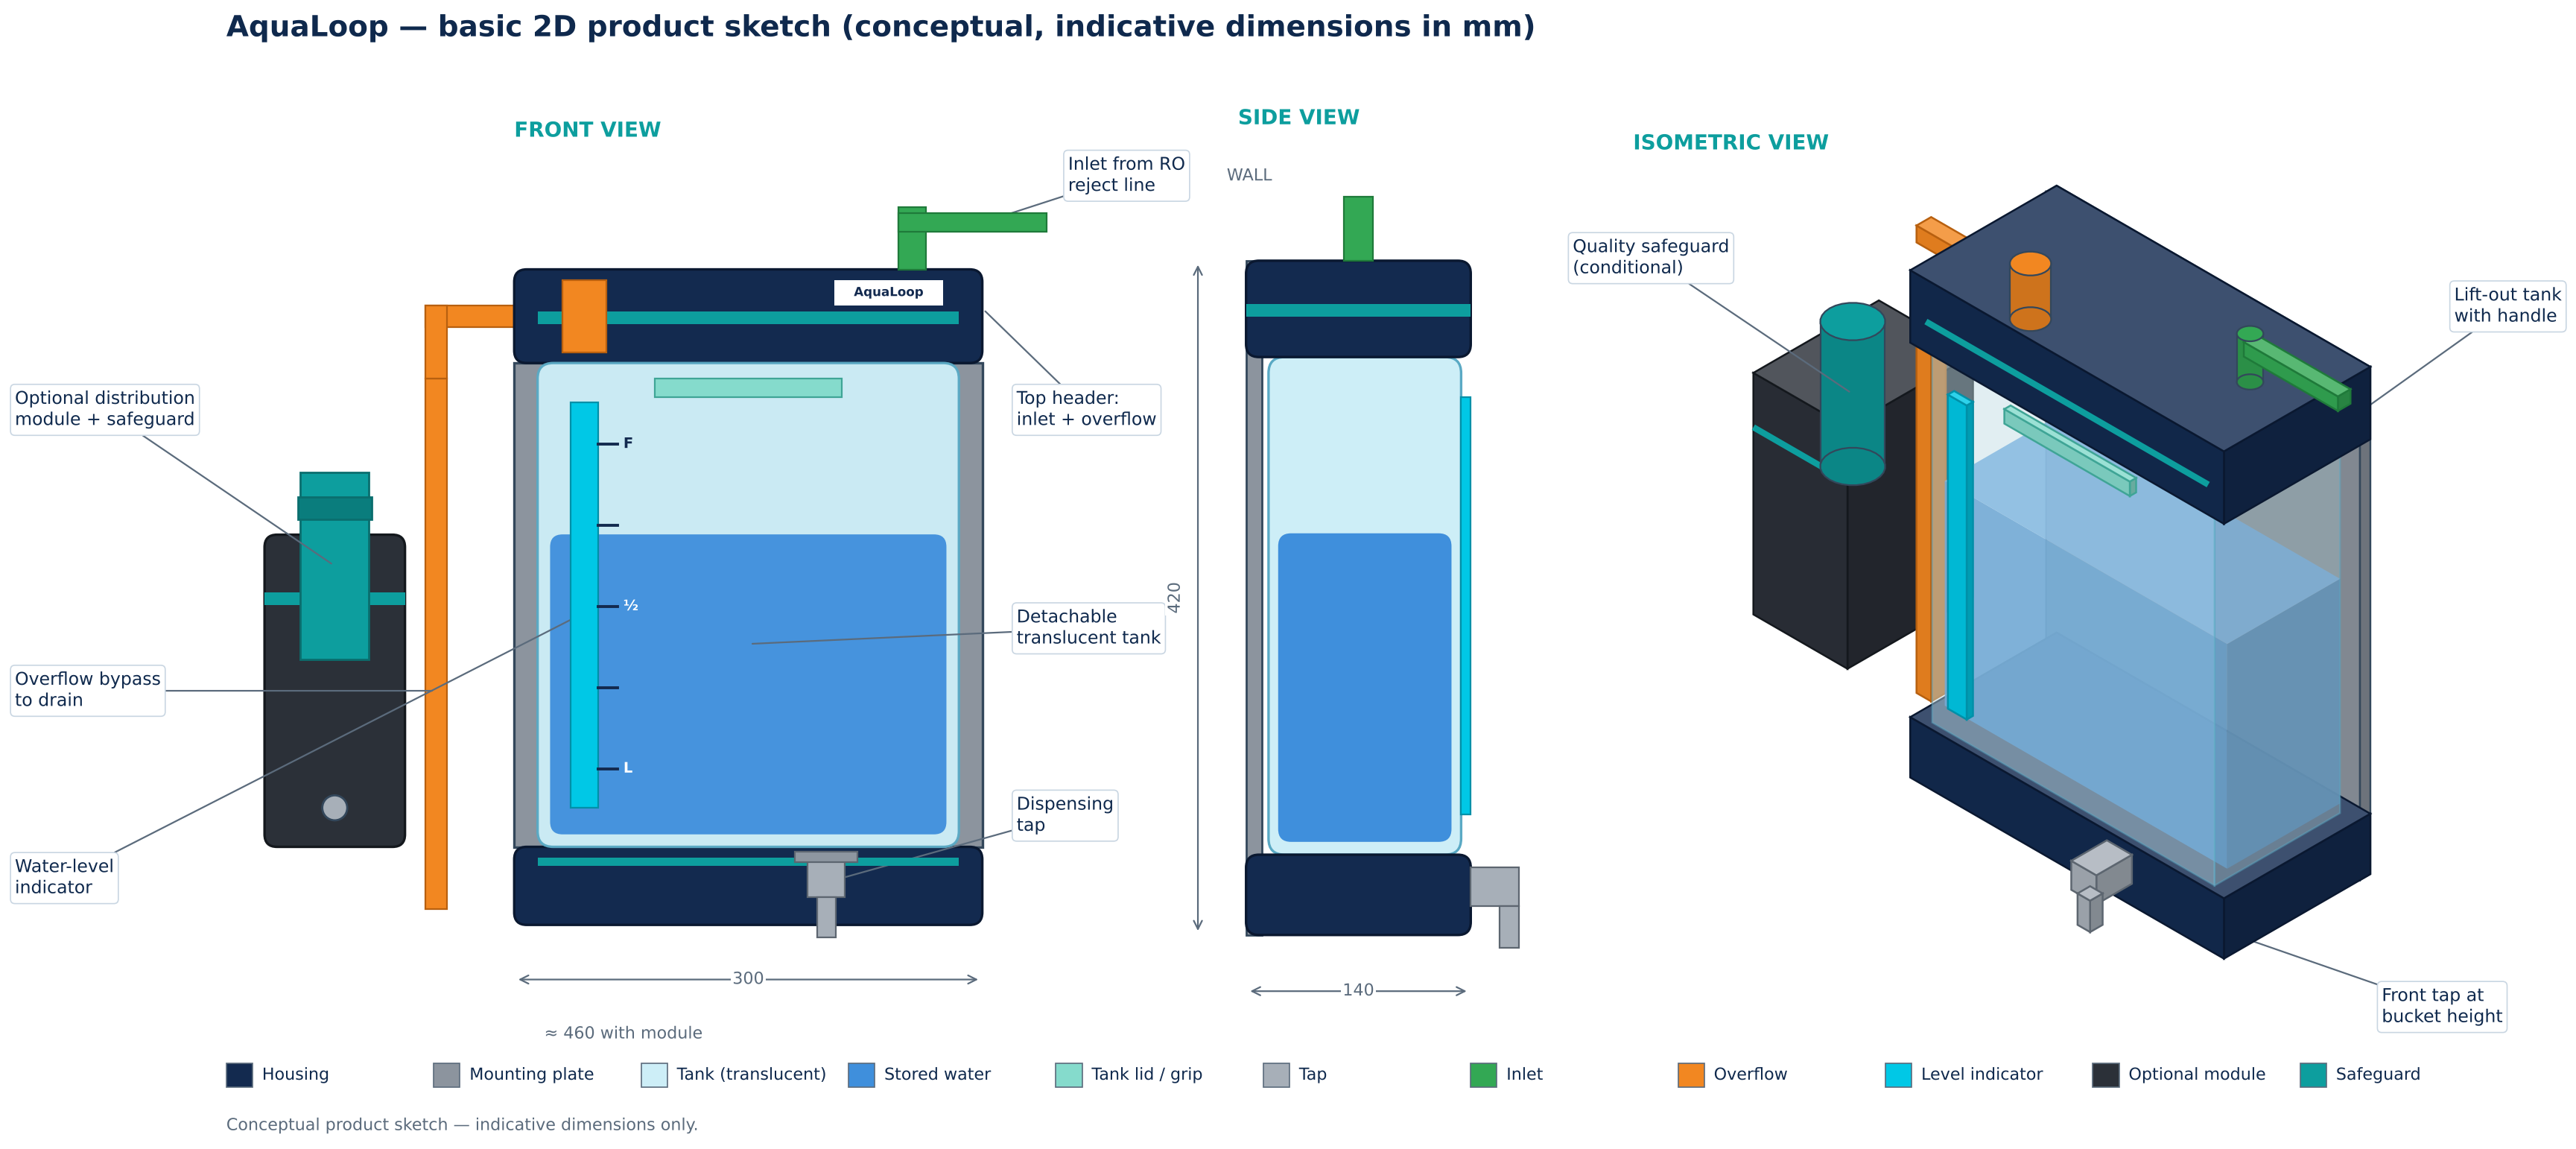 AquaLoop — basic 2D product sketch (conceptual, indicative dimensions in mm)
FRONT VIEW
SIDE VIEW
ISOMETRIC VIEW
Inlet from RO
reject line
WALL
Quality safeguard
(conditional)
Lift-out tank
with handle
AquaLoop
Optional distribution
module + safeguard
Top header:
inlet + overflow
F
½
L
420
Detachable
translucent tank
Overflow bypass
to drain
Dispensing
tap
Water-level
indicator
300
140
Front tap at
bucket height
≈ 460 with module
Housing
Mounting plate
Tank (translucent)
Stored water
Tank lid / grip
Tap
Inlet
Overflow
Level indicator
Optional module
Safeguard
Conceptual product sketch — indicative dimensions only.